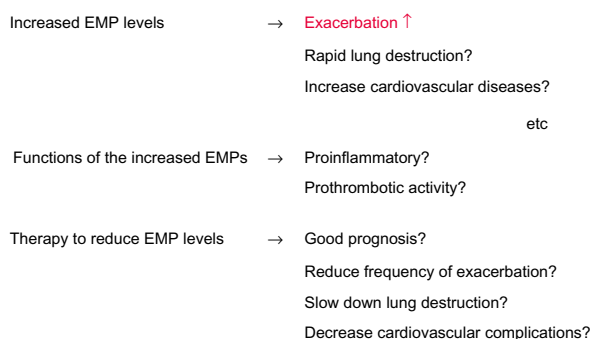 Increased EMP levels → Exacerbation ↑
Rapid lung destruction?
Increase cardiovascular diseases?
etc
Functions of the increased EMPs → Proinflammatory?
Prothrombotic activity?
Therapy to reduce EMP levels → Good prognosis?
Reduce frequency of exacerbation?
Slow down lung destruction?
Decrease cardiovascular complications?